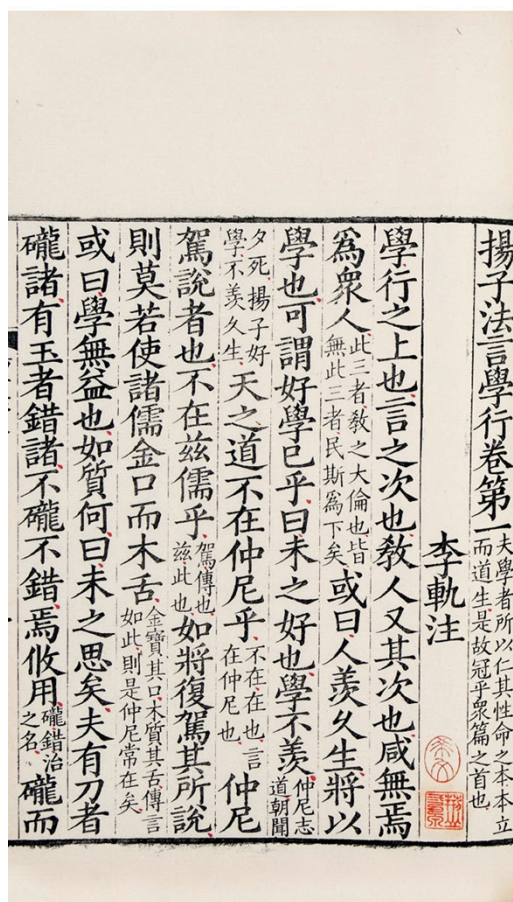 揚子法言學行卷第一夫學者所以仁其性命之本本立而道生是故冠乎衆篇之首也
李軌注
學行之上也言之次也敎人又其次也咸無焉
爲衆人此三者敎之大倫也皆無此三者民斯爲下矣或曰人羨久生將以
學也可謂好學已乎曰未之好也學不羨仲尼志道朝聞
夕死揚子好學不羨久生天之道不在仲尼乎不在在也言在仲尼也仲尼
駕說者也不在兹儒乎駕傳也兹此也如將復駕其所說
則莫若使諸儒金口而木舌金寶其口木質其舌傳言如此則是仲尼常在矣
或曰學無益也如質何曰未之思矣夫有刀者
礲諸有玉者錯諸不礲不錯焉攸用礲錯治之名礲而